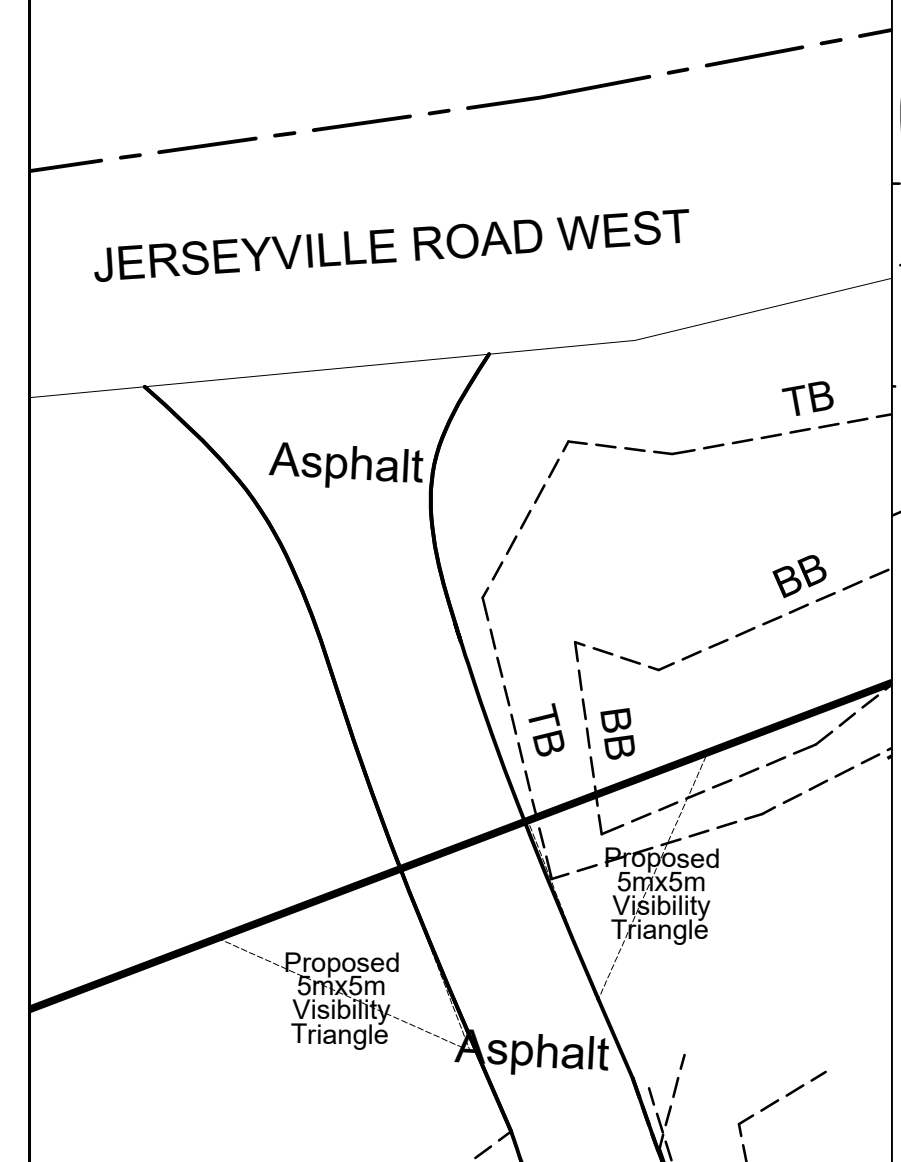 JERSEYVILLE ROAD WEST
TB
Asphalt
BB
TB
BB
Proposed
5mx5m
Visibility
Triangle
Proposed
5mx5m
Visibility
Triangle
Asphalt